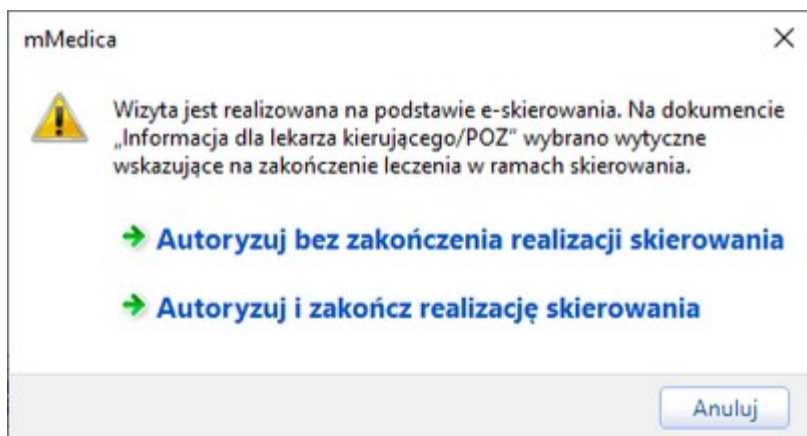 mMedica
Wizyta jest realizowana na podstawie e-skierowania. Na dokumencie
„Informacja dla lekarza kierującego/POZ” wybrano wytyczne
wskazujące na zakończenie leczenia w ramach skierowania.
Autoryzuj bez zakończenia realizacji skierowania
Autoryzuj i zakończ realizację skierowania
Anuluj